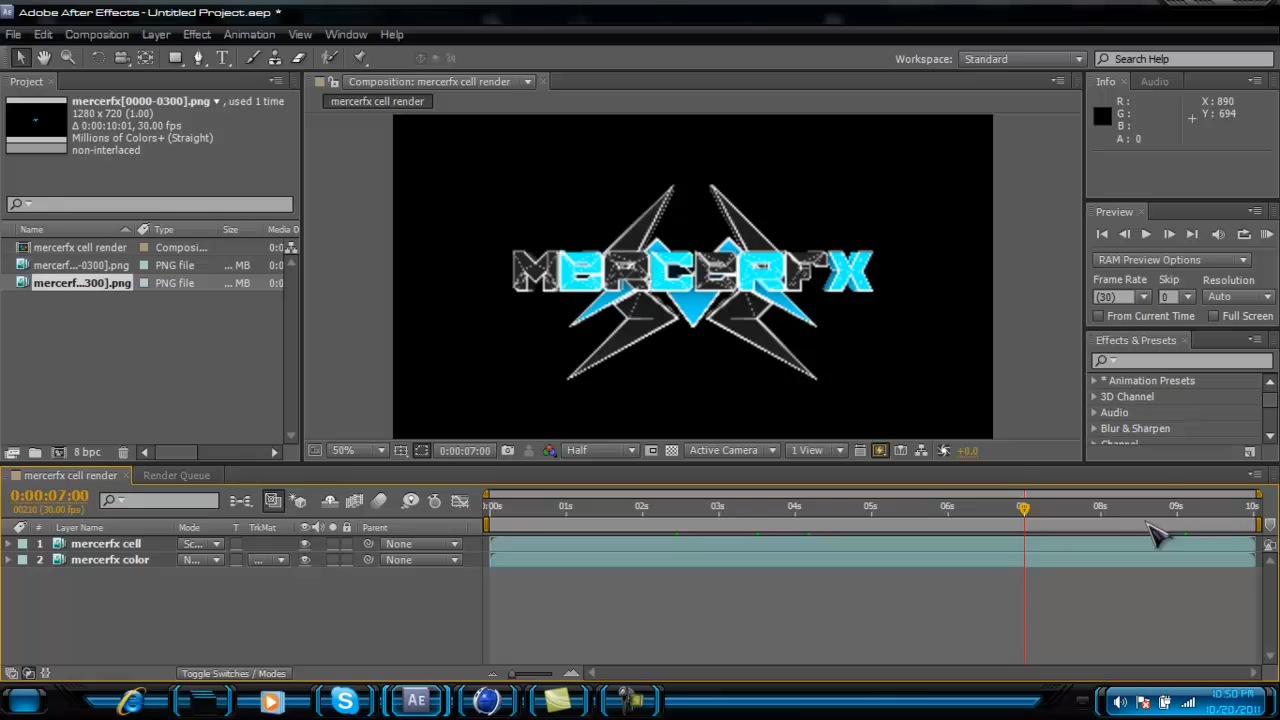 Adobe After Effects - Untitled Project.aep *
File Edit Composition Layer Effect Animation View Window Help
Workspace: Standard Search Help
Project
Composition: mercerfx cell render
Info Audio
mercerfx[0000-0300].png ▼, used 1 time
1280 x 720 (1.00)
Δ 0:00:10:01, 30.00 fps
Millions of Colors+ (Straight)
non-interlaced
mercerfx cell render
R :
G :
B :
A : 0
X : 890
Y : 694
MERCERFX
Preview
RAM Preview Options
Frame Rate Skip Resolution
(30) 0 Auto
From Current Time Full Screen
Effects & Presets
* Animation Presets
3D Channel
Audio
Blur & Sharpen
Channel
Name Type Size Media D
mercerfx cell render Composi... 0:0
mercerf...-0300].png PNG file ... MB 0:0
mercerf...300].png PNG file ... MB 0:0
8 bpc
50% 0:00:07:00 Half Active Camera 1 View +0.0
mercerfx cell render Render Queue
0:00:07:00
00210 (30.00 fps)
0:00s 01s 02s 03s 04s 05s 06s 08s 09s 10s
# Layer Name Mode T TrkMat Parent
1 mercerfx cell Sc... None
2 mercerfx color N... ... None
Toggle Switches / Modes
Ae
10:50 PM
10/20/2011